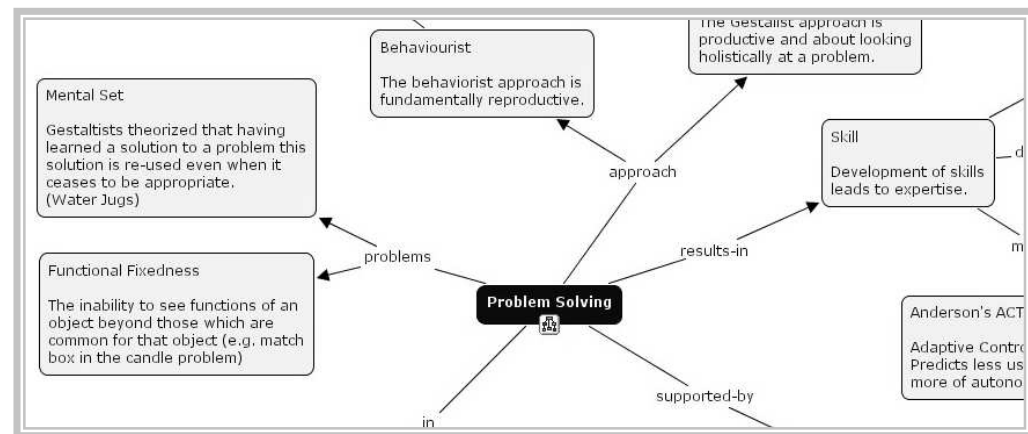 Behaviourist
The behaviorist approach is
fundamentally reproductive.
The Gestalist approach is
productive and about looking
holistically at a problem.
Mental Set
Gestaltists theorized that having
learned a solution to a problem this
solution is re-used even when it
ceases to be appropriate.
(Water Jugs)
Skill
Development of skills
leads to expertise.
approach
results-in
problems
Functional Fixedness
The inability to see functions of an
object beyond those which are
common for that object (e.g. match
box in the candle problem)
Problem Solving
Anderson's ACT
Adaptive Contro
Predicts less us
more of autono
supported-by
in
d
m